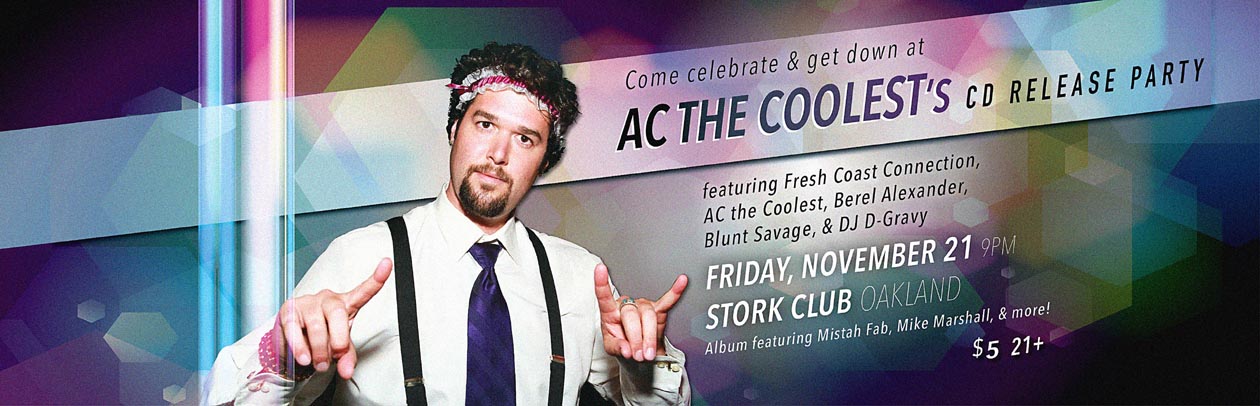 Come celebrate & get down at
AC THE COOLEST's CD RELEASE PARTY
featuring Fresh Coast Connection,
AC the Coolest, Berel Alexander,
Blunt Savage, & DJ D-Gravy
FRIDAY, NOVEMBER 21 9PM
STORK CLUB OAKLAND
Album featuring Mistah Fab, Mike Marshall, & more!
$5 21+